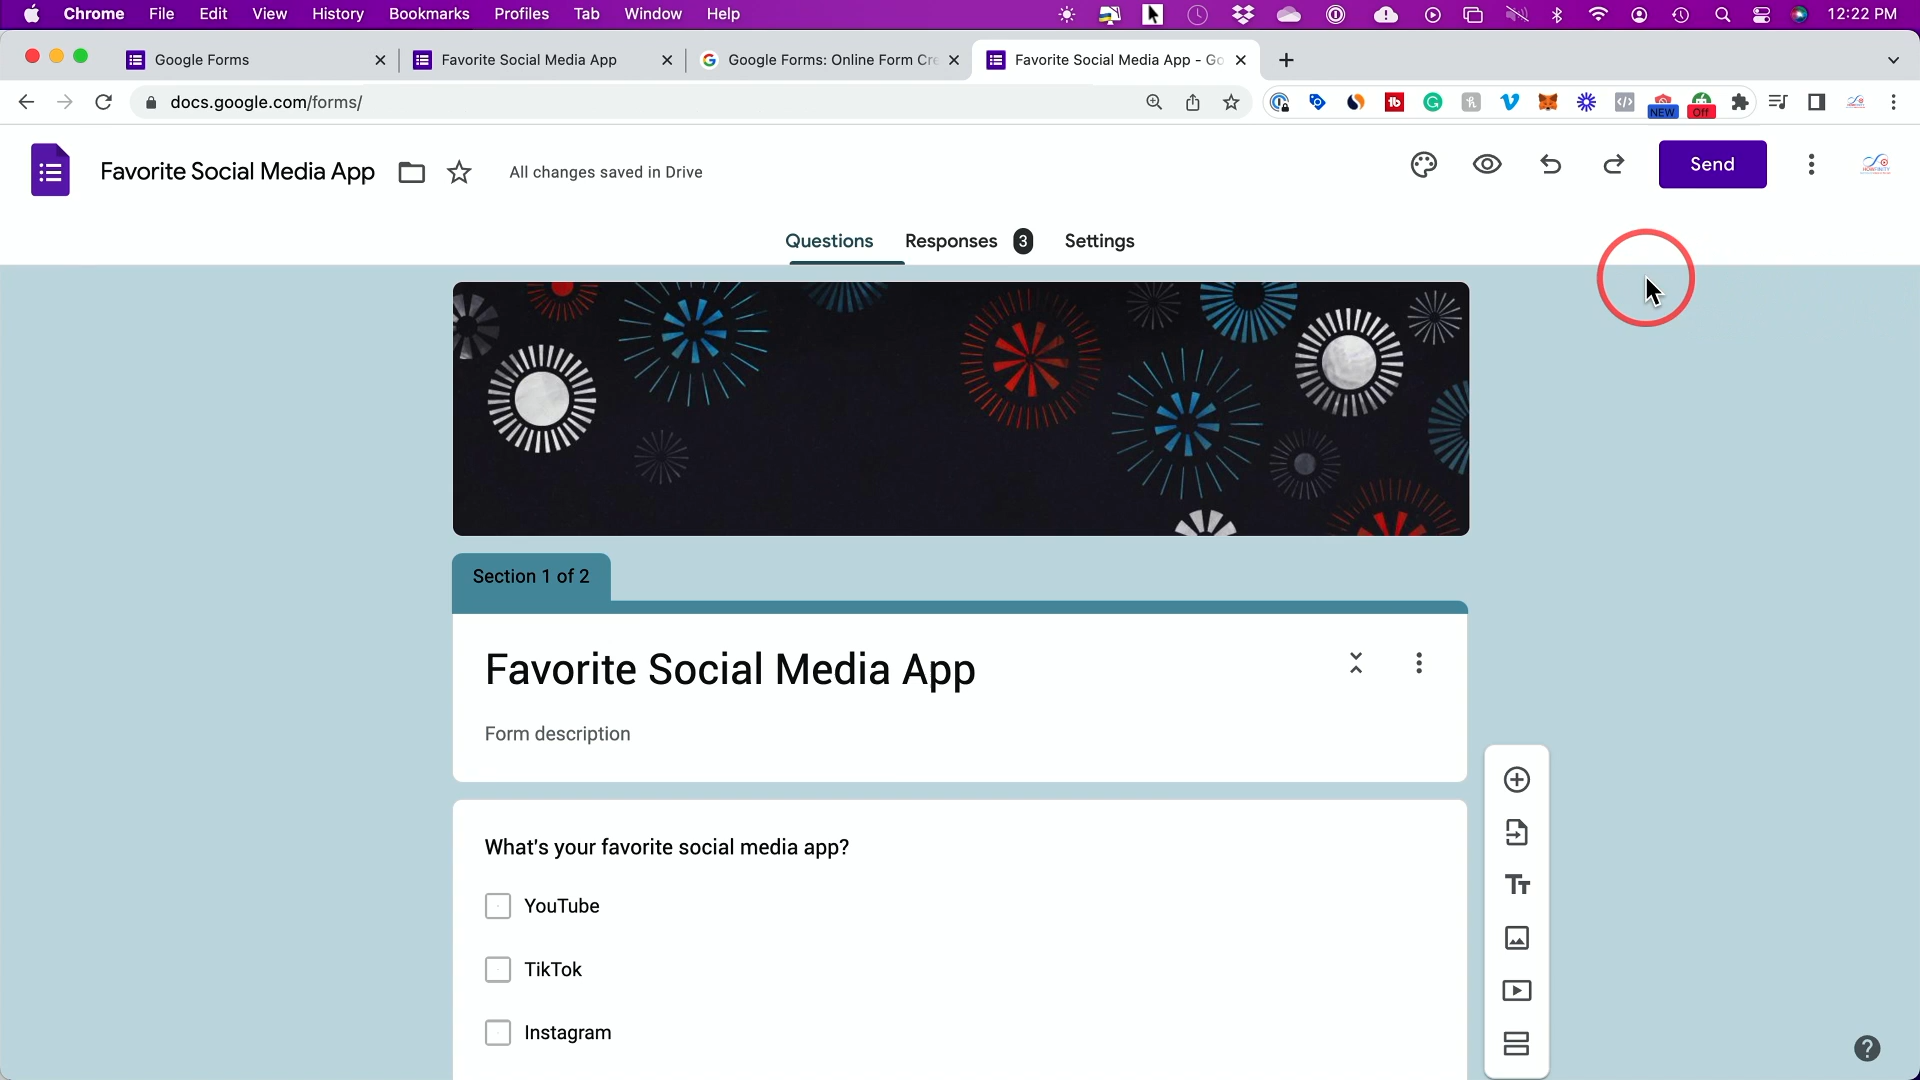 Chrome File Edit View History Bookmarks Profiles Tab Window Help 12:22 PM
Google Forms Favorite Social Media App Google Forms: Online Form Cre Favorite Social Media App - Go
docs.google.com/forms/
NEW Off
Favorite Social Media App All changes saved in Drive Send
Questions Responses 3 Settings
Section 1 of 2
Favorite Social Media App
Form description
What's your favorite social media app?
YouTube
TikTok
Instagram